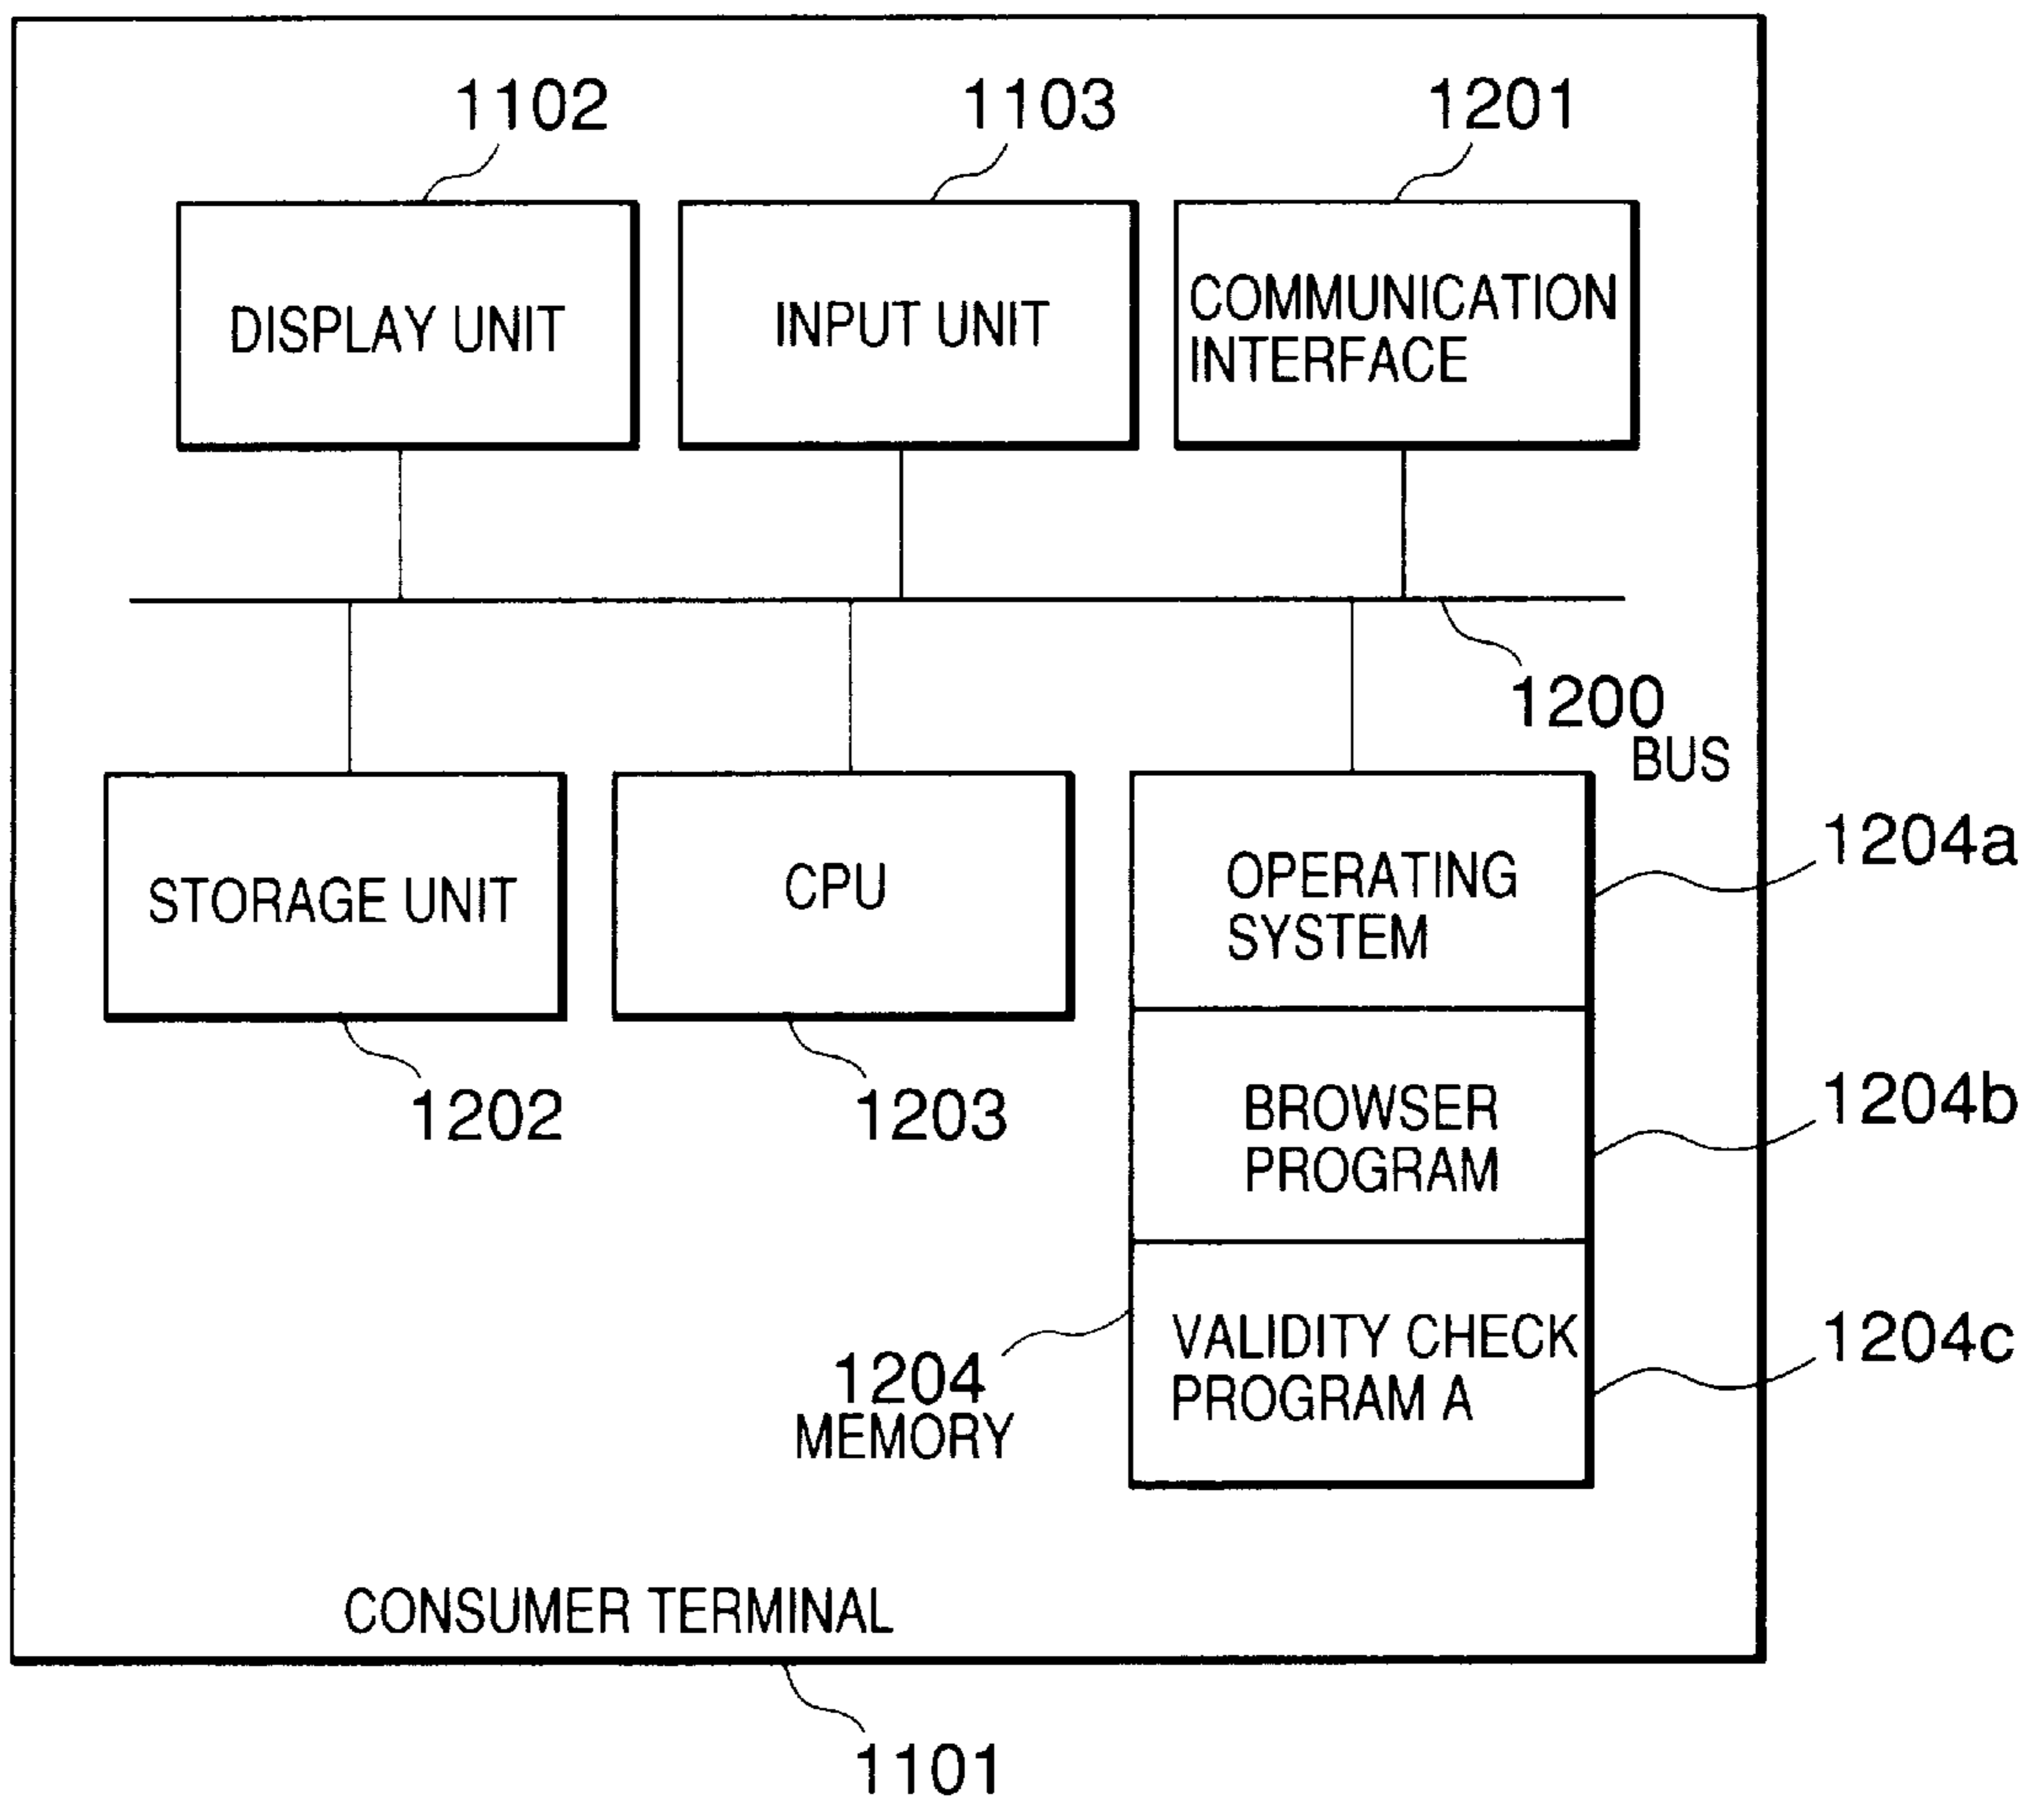 1102
1103
1201
DISPLAY UNIT
INPUT UNIT
COMMUNICATION
INTERFACE
1200
BUS
STORAGE UNIT
CPU
OPERATING
SYSTEM
1204a
1202
1203
BROWSER
PROGRAM
1204b
1204
MEMORY
VALIDITY CHECK
PROGRAM A
1204c
CONSUMER TERMINAL
1101